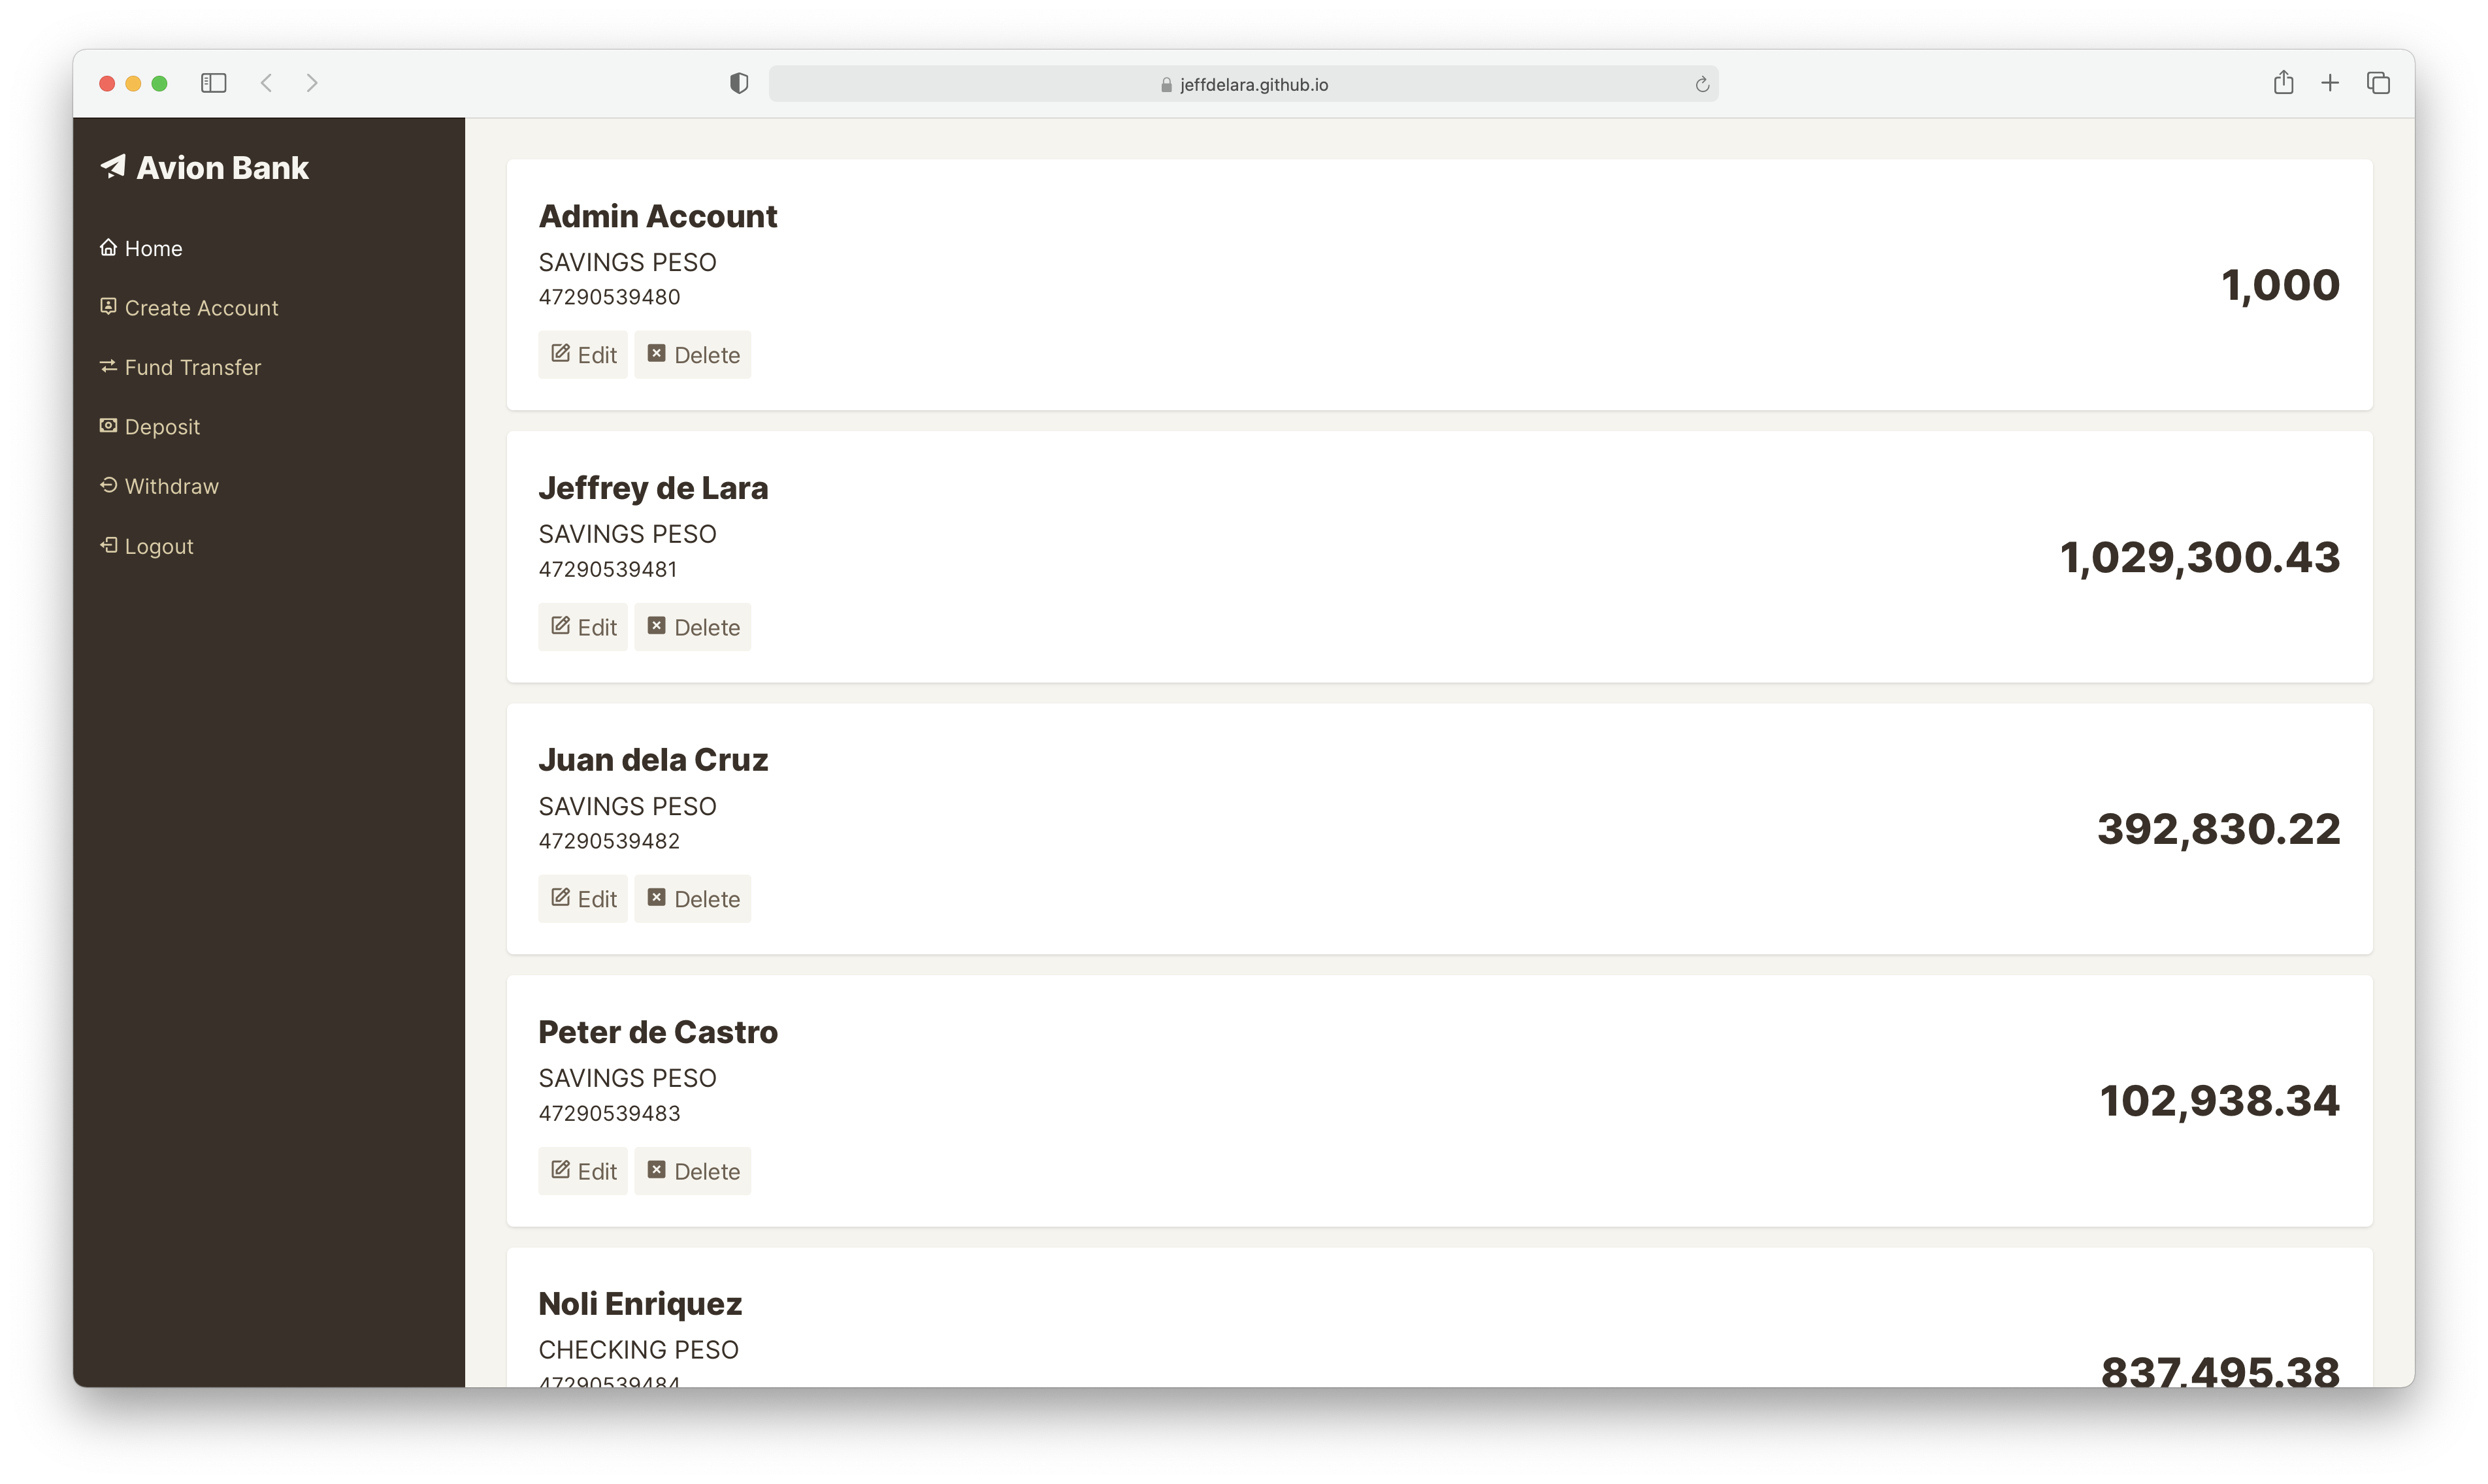 jeffdelara.github.io
Avion Bank
Home
Create Account
Fund Transfer
Deposit
Withdraw
Logout
Admin Account
SAVINGS PESO
47290539480
1,000
Edit
Delete
Jeffrey de Lara
SAVINGS PESO
47290539481
1,029,300.43
Edit
Delete
Juan dela Cruz
SAVINGS PESO
47290539482
392,830.22
Edit
Delete
Peter de Castro
SAVINGS PESO
47290539483
102,938.34
Edit
Delete
Noli Enriquez
CHECKING PESO
47290539484
837,495.38